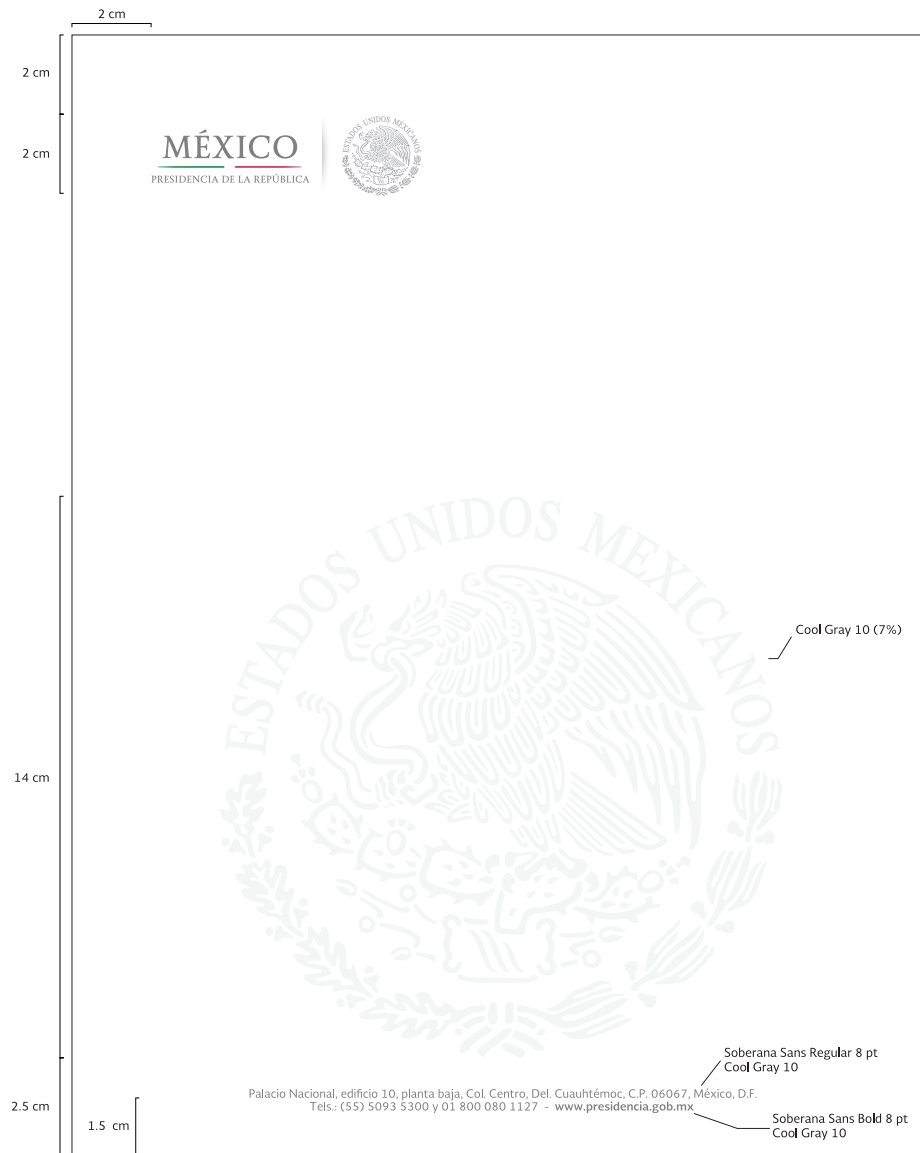 2 cm
2 cm
2 cm
MÉXICO
PRESIDENCIA DE LA REPÚBLICA
ESTADOS UNIDOS MEXICANOS
ESTADOS UNIDOS MEXICANOS
Cool Gray 10 (7%)
14 cm
Soberana Sans Regular 8 pt
Cool Gray 10
Palacio Nacional, edificio 10, planta baja, Col. Centro, Del. Cuauhtémoc, C.P. 06067, México, D.F.
Tels.: (55) 5093 5300 y 01 800 080 1127 - www.presidencia.gob.mx
2.5 cm
1.5 cm
Soberana Sans Bold 8 pt
Cool Gray 10